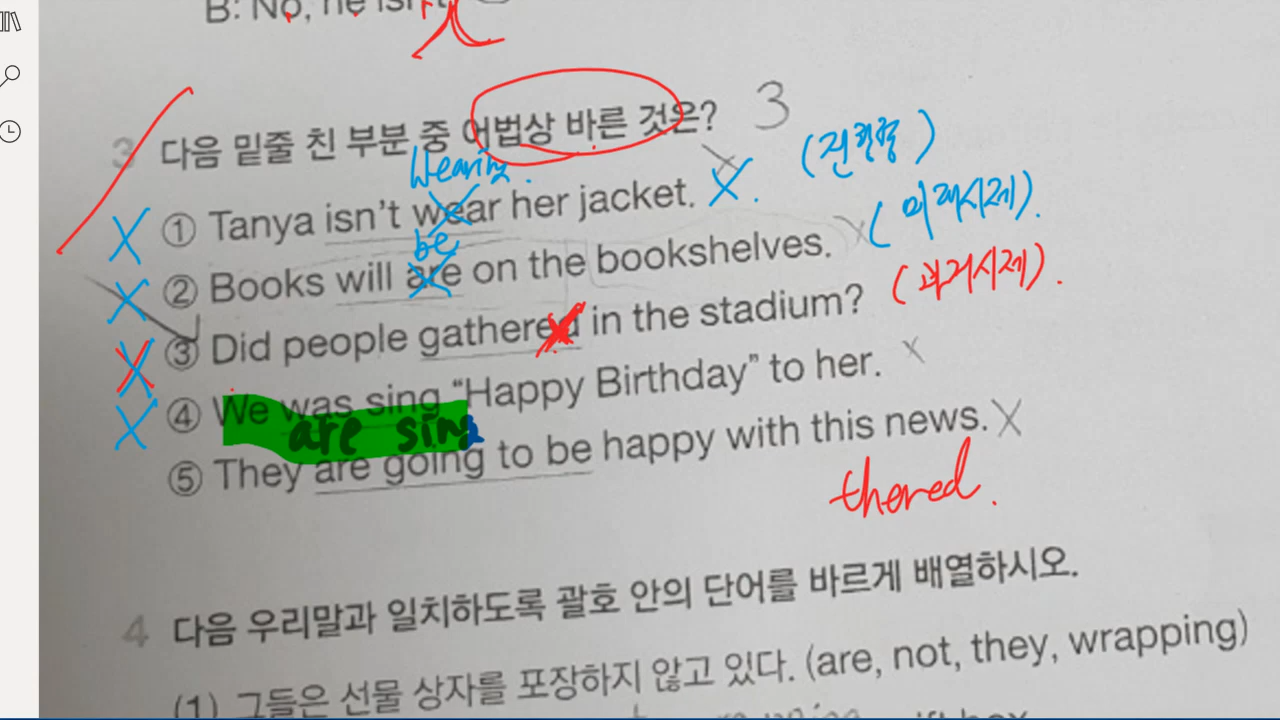 B: No, he isn't
3 다음 밑줄 친 부분 중 어법상 바른 것은? 3
wearing.
① Tanya isn't wear her jacket. X. (진행형)
be
② Books will are on the bookshelves. X (미래시제).
③ Did people gathered in the stadium? (과거시제).
④ We was sing “Happy Birthday” to her. X
are sing
⑤ They are going to be happy with this news. X
thered.
4 다음 우리말과 일치하도록 괄호 안의 단어를 바르게 배열하시오.
(1) 그들은 선물 상자를 포장하지 않고 있다. (are, not, they, wrapping)